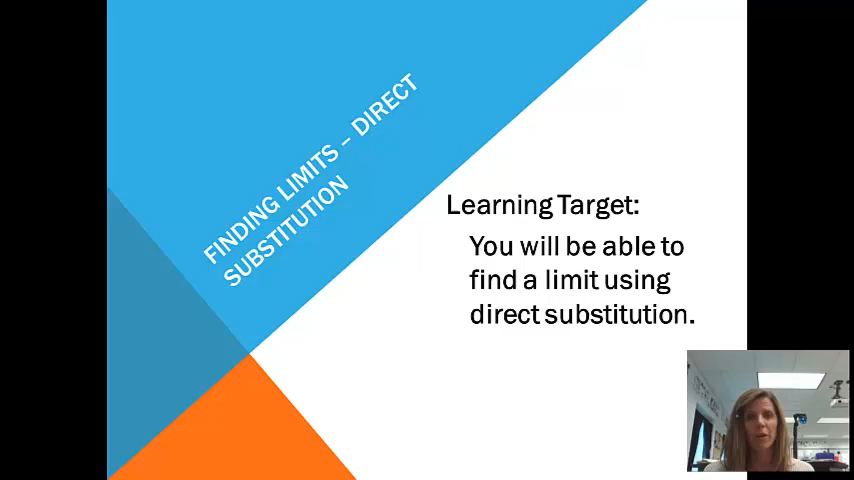 FINDING LIMITS – DIRECT
SUBSTITUTION
Learning Target:
You will be able to
find a limit using
direct substitution.